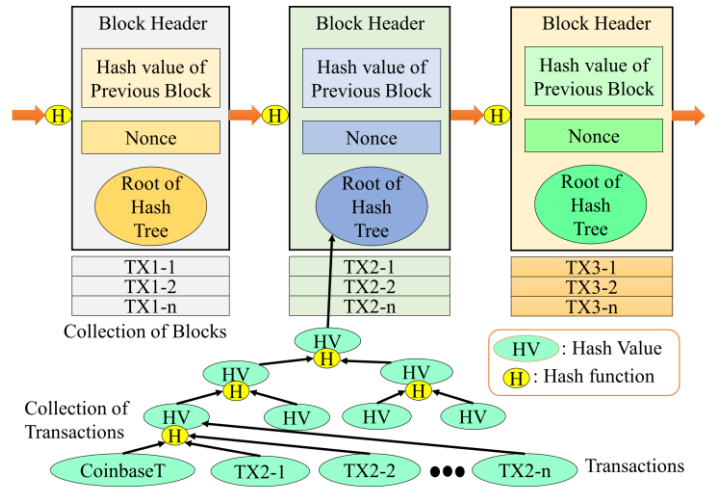 Block Header
Hash value of
Previous Block
Nonce
Root of
Hash
Tree
TX1-1
TX1-2
TX1-n
Block Header
Hash value of
Previous Block
Nonce
Root of
Hash
Tree
TX2-1
TX2-2
TX2-n
Block Header
Hash value of
Previous Block
Nonce
Root of
Hash
Tree
TX3-1
TX3-2
TX3-n
H
H
H
Collection of Blocks
HV
H
HV
H
HV
H
HV
HV
HV
HV
H
Collection of
Transactions
CoinbaseT
TX2-1
TX2-2
TX2-n
Transactions
HV : Hash Value
H : Hash function